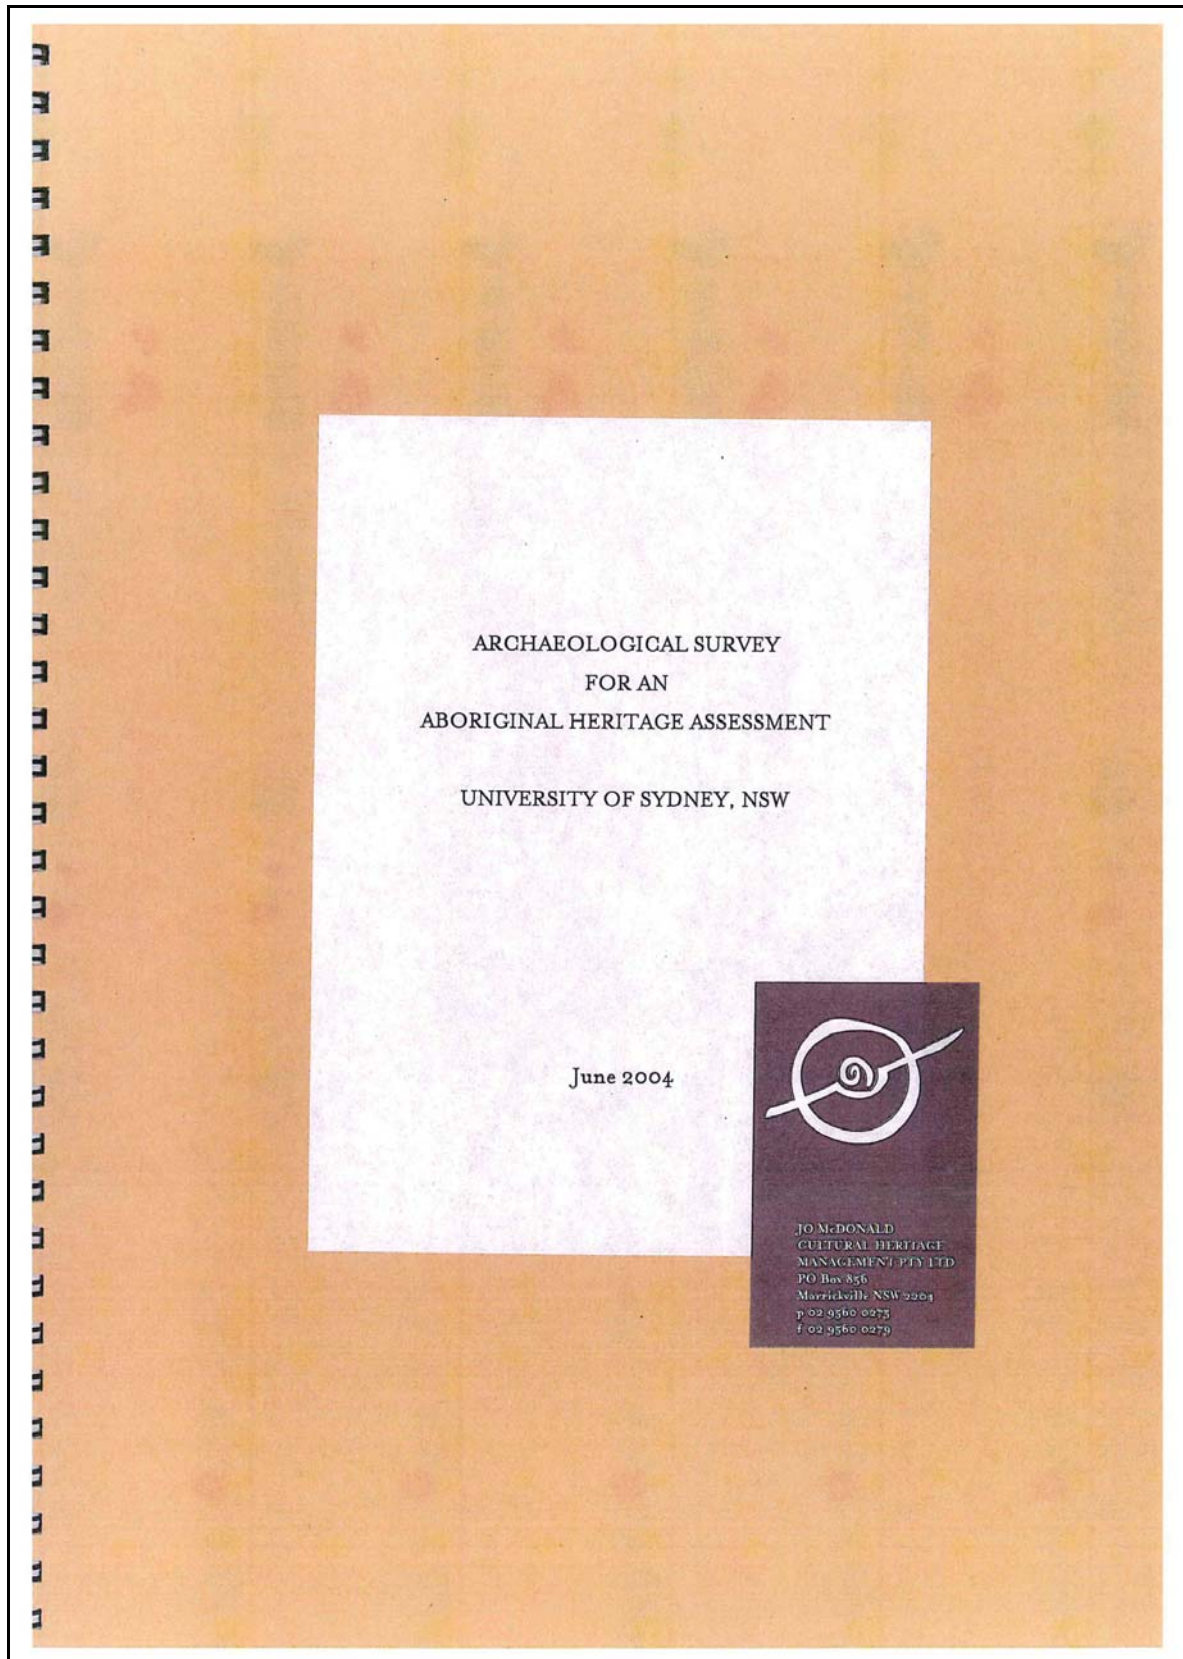 ARCHAEOLOGICAL SURVEY
FOR AN
ABORIGINAL HERITAGE ASSESSMENT
UNIVERSITY OF SYDNEY, NSW
June 2004
JO McDONALD
CULTURAL HERITAGE
MANAGEMENT PTY LTD
PO Box 856
Marrickville NSW 2204
p 02 9560 0275
f 02 9560 0279